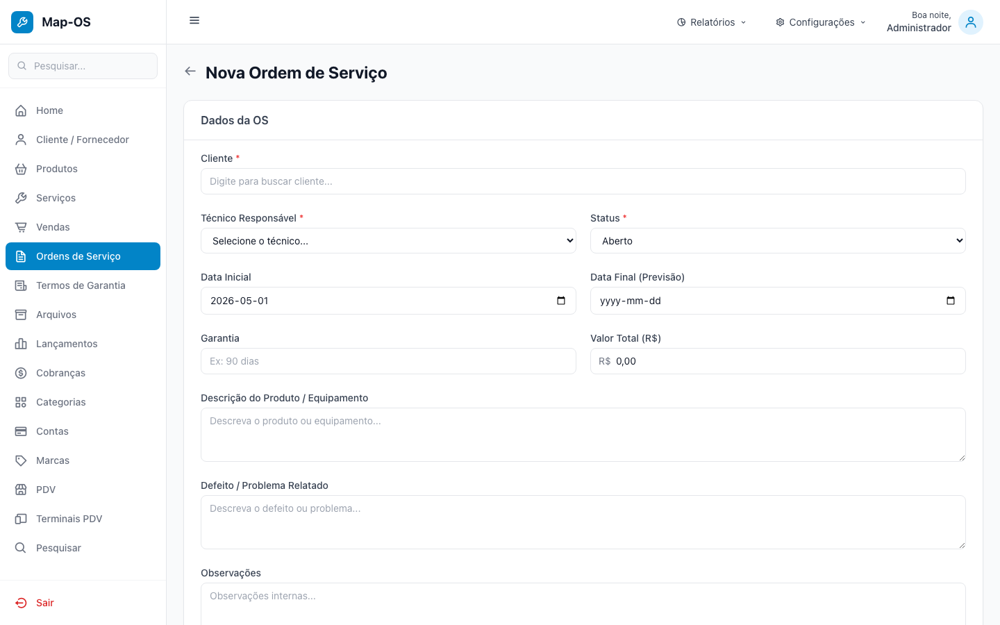 Map-OS
Pesquisar...
Home
Cliente / Fornecedor
Produtos
Serviços
Vendas
Ordens de Serviço
Termos de Garantia
Arquivos
Lançamentos
Cobranças
Categorias
Contas
Marcas
PDV
Terminais PDV
Pesquisar
Sair
Relatórios
Configurações
Boa noite,
Administrador
Nova Ordem de Serviço
Dados da OS
Cliente *
Digite para buscar cliente...
Técnico Responsável *
Selecione o técnico...
Status *
Aberto
Data Inicial
2026-05-01
Data Final (Previsão)
yyyy-mm-dd
Garantia
Ex: 90 dias
Valor Total (R$)
R$ 0,00
Descrição do Produto / Equipamento
Descreva o produto ou equipamento...
Defeito / Problema Relatado
Descreva o defeito ou problema...
Observações
Observações internas...